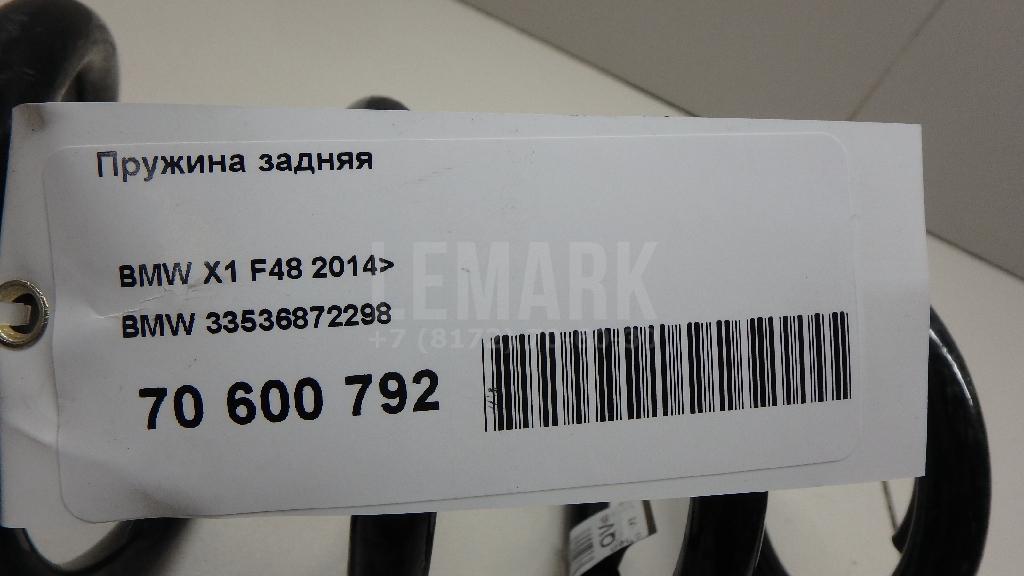 Пружина задняя
BMW X1 F48 2014>
LEMARK
BMW 33536872298
70 600 792